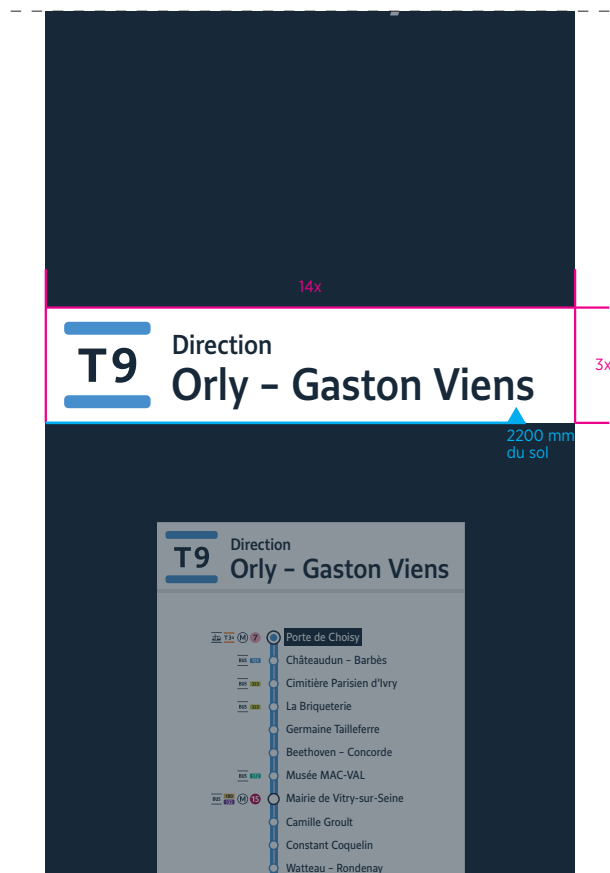 14x
T9
Direction
Orly – Gaston Viens
3x
2200 mm
du sol
T9
Direction
Orly – Gaston Viens
M 7 Porte de Choisy
BUS Châteaudun – Barbès
BUS Cimitière Parisien d'Ivry
BUS La Briqueterie
Germaine Tailleferre
Beethoven – Concorde
BUS Musée MAC-VAL
BUS M 15 Mairie de Vitry-sur-Seine
Camille Groult
Constant Coquelin
Watteau – Rondenay